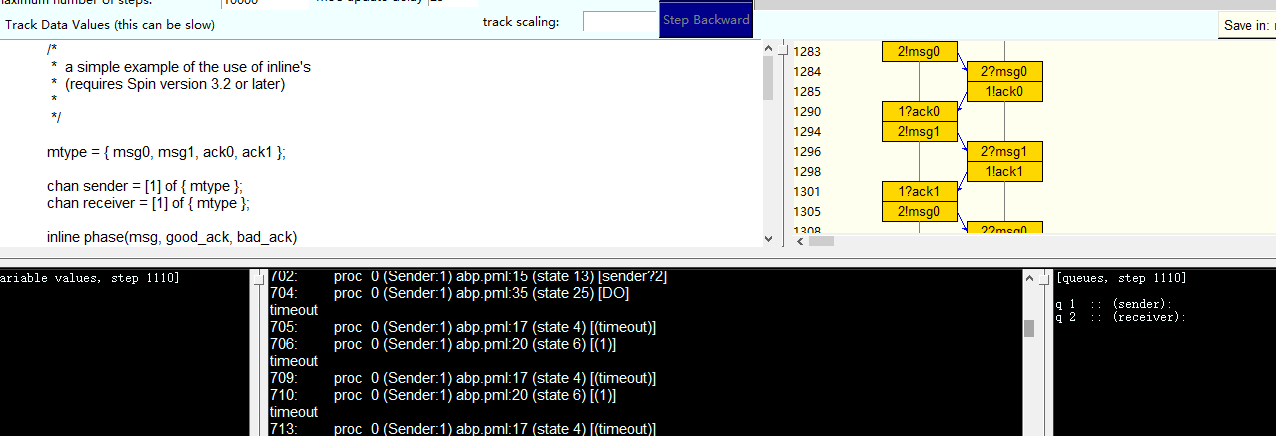 maximum number of steps: 10000
Track Data Values (this can be slow)
track scaling:
Step Backward
Save in:
/*
* a simple example of the use of inline's
* (requires Spin version 3.2 or later)
*
*/
mtype = { msg0, msg1, ack0, ack1 };
chan sender = [1] of { mtype };
chan receiver = [1] of { mtype };
inline phase(msg, good_ack, bad_ack)
1283 2!msg0
1284 2?msg0
1285 1!ack0
1290 1?ack0
1294 2!msg1
1296 2?msg1
1298 1!ack1
1301 1?ack1
1305 2!msg0
1308 2?msg0
ariable values, step 1110]
702: proc 0 (Sender:1) abp.pml:15 (state 13) [sender?2]
704: proc 0 (Sender:1) abp.pml:35 (state 25) [DO]
timeout
705: proc 0 (Sender:1) abp.pml:17 (state 4) [(timeout)]
706: proc 0 (Sender:1) abp.pml:20 (state 6) [(1)]
timeout
709: proc 0 (Sender:1) abp.pml:17 (state 4) [(timeout)]
710: proc 0 (Sender:1) abp.pml:20 (state 6) [(1)]
timeout
713: proc 0 (Sender:1) abp.pml:17 (state 4) [(timeout)]
[queues, step 1110]
q 1 :: (sender):
q 2 :: (receiver):